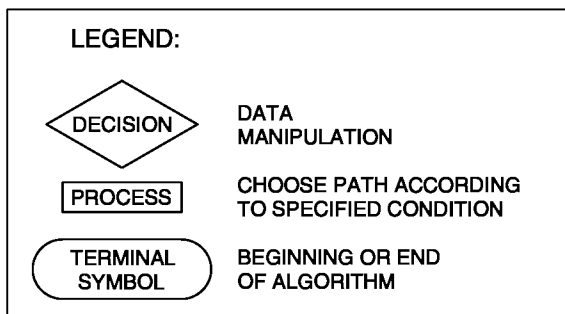 LEGEND:
DECISION
DATA
MANIPULATION
PROCESS
CHOOSE PATH ACCORDING
TO SPECIFIED CONDITION
TERMINAL
SYMBOL
BEGINNING OR END
OF ALGORITHM